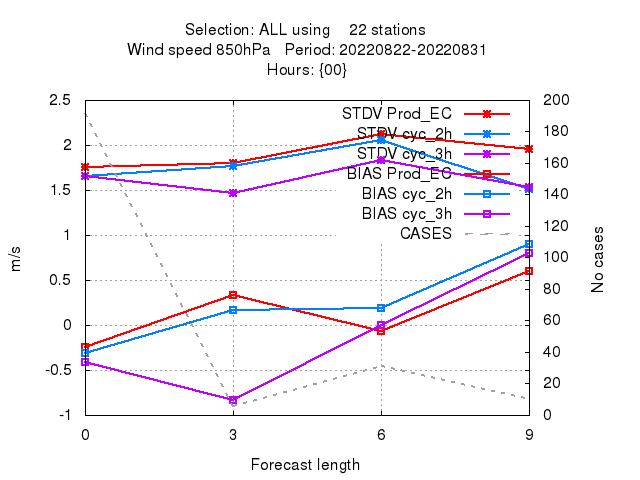 Selection: ALL using    22 stations
Wind speed 850hPa   Period: 20220822-20220831
Hours: {00}
2.5
2
1.5
1
0.5
0
-0.5
-1
m/s
STDV Prod_EC
STDV cyc_2h
STDV cyc_3h
BIAS Prod_EC
BIAS cyc_2h
BIAS cyc_3h
CASES
200
180
160
140
120
100
80
60
40
20
0
No cases
0 3 6 9
Forecast length